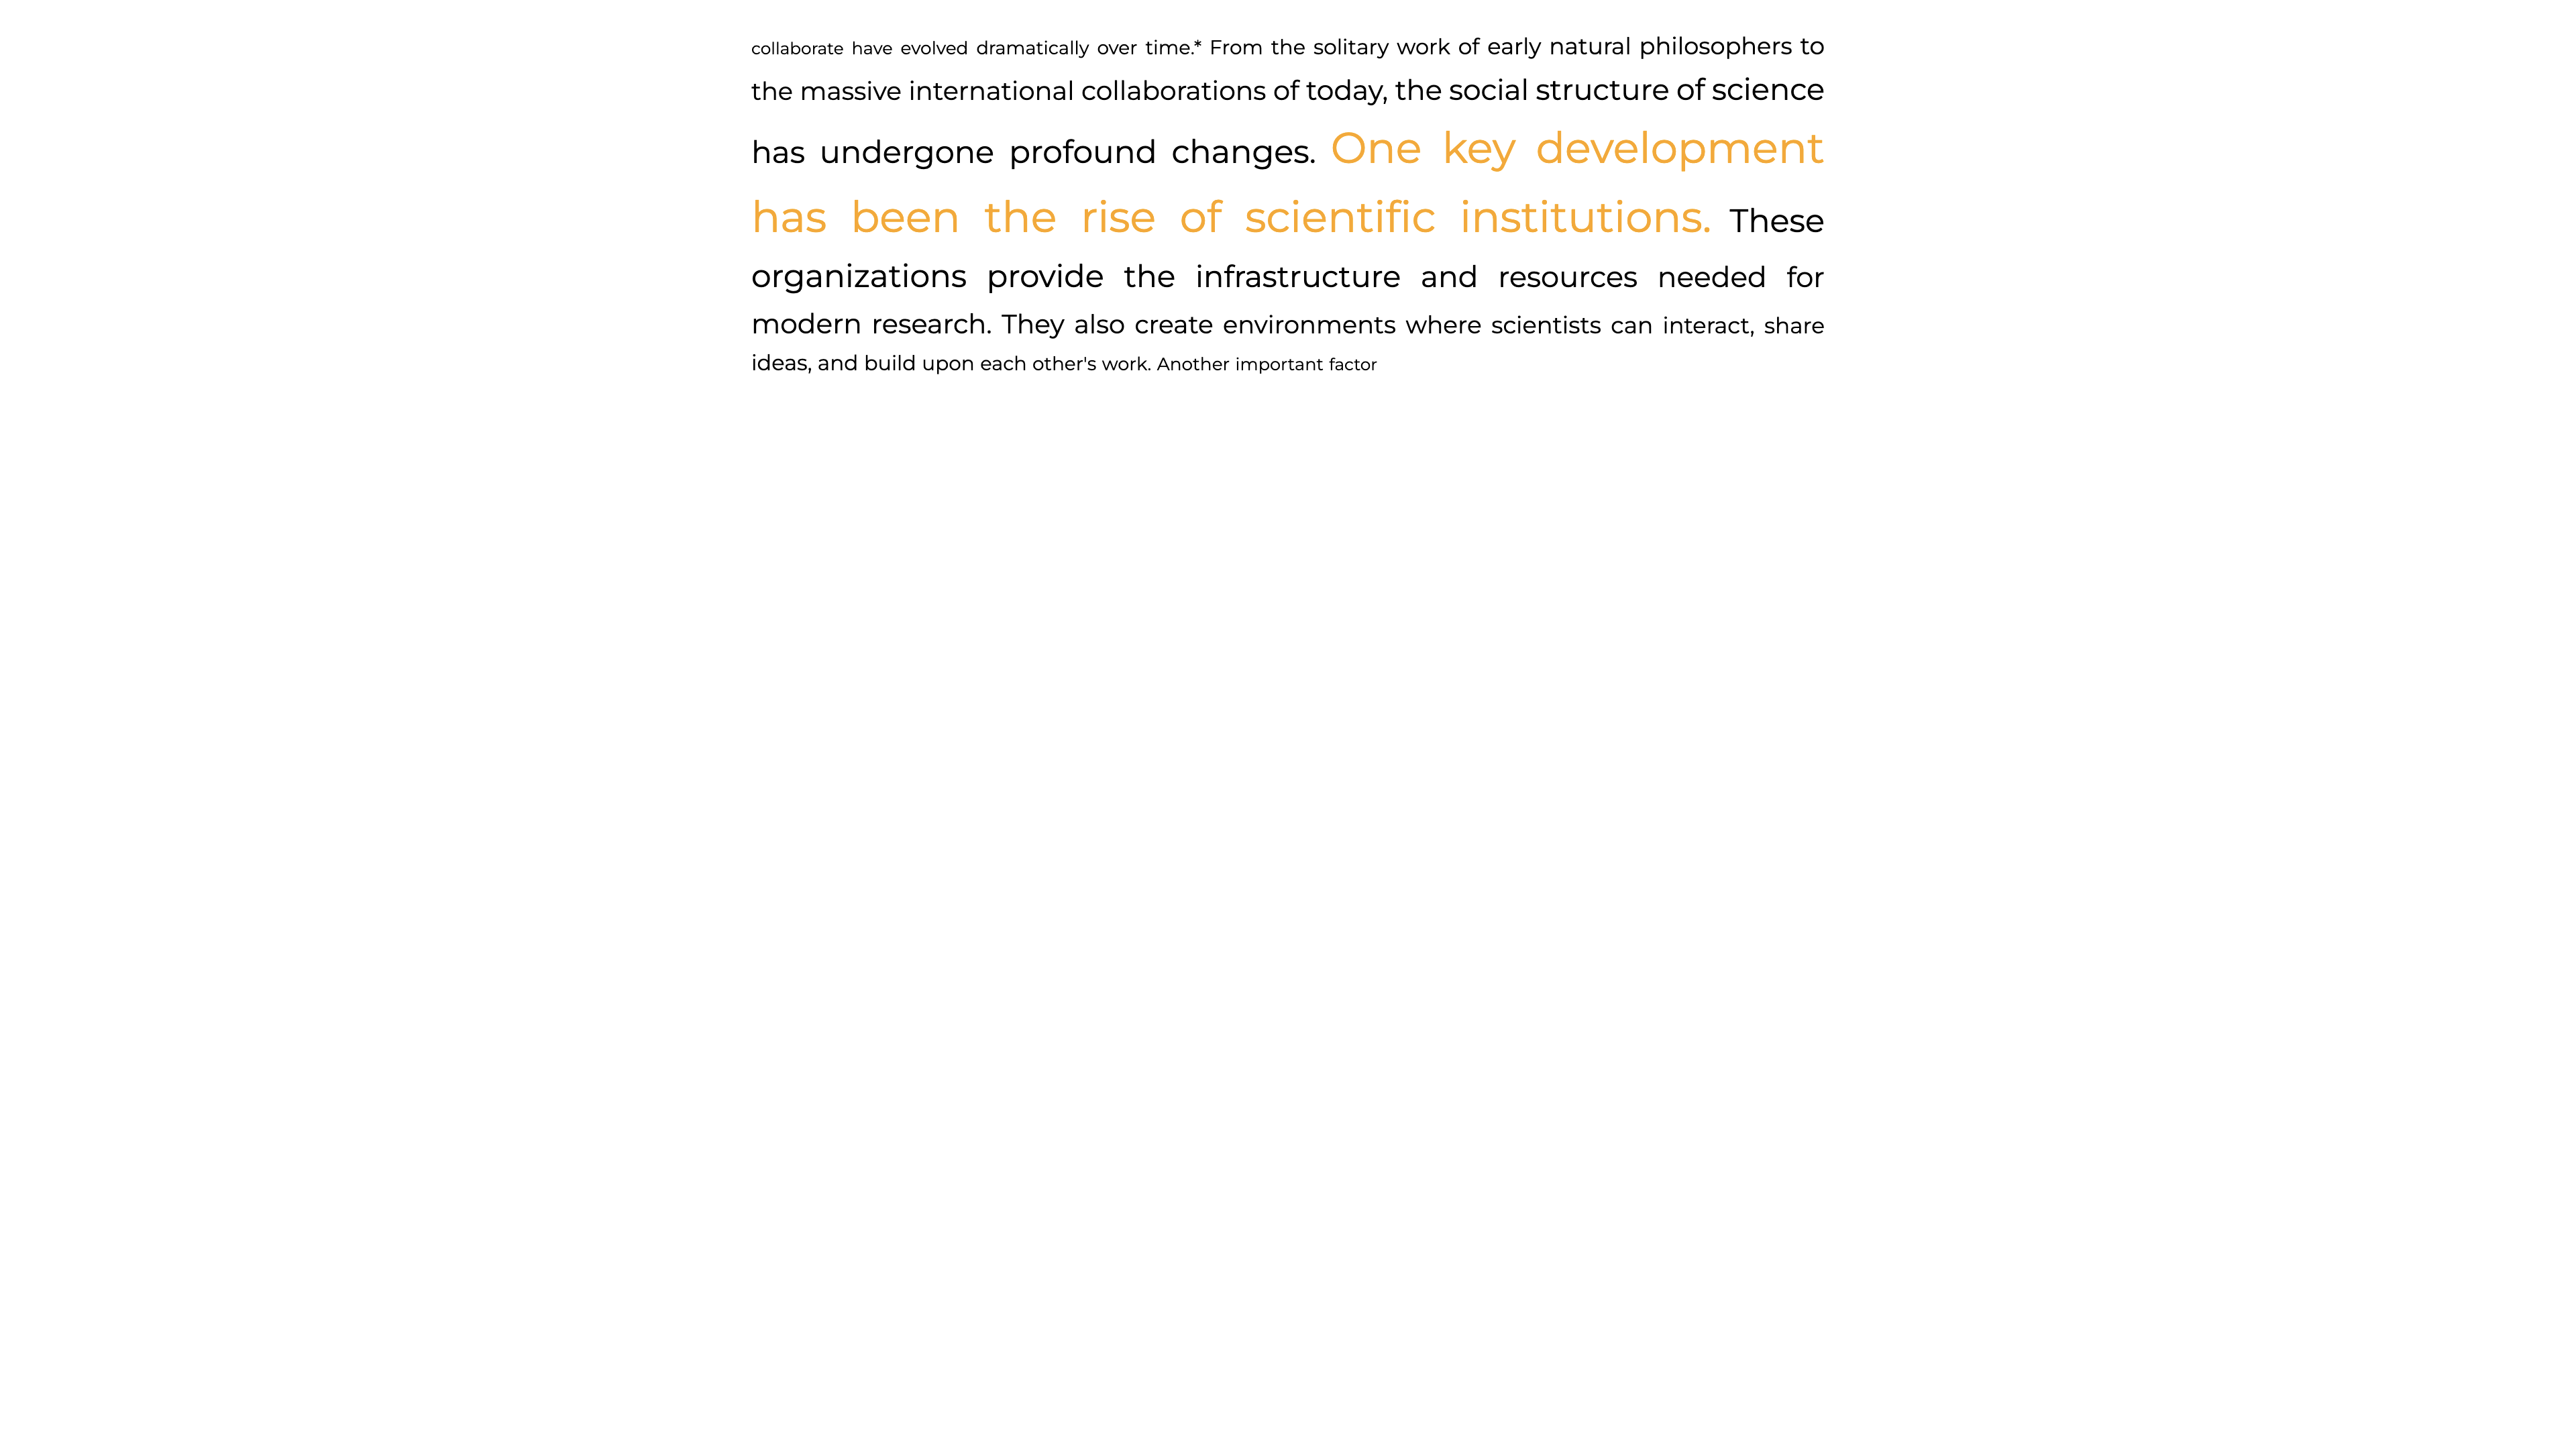 collaborate have evolved dramatically over time.* From the solitary work of early natural philosophers to
the massive international collaborations of today, the social structure of science
has undergone profound changes. One key development
has been the rise of scientific institutions. These
organizations provide the infrastructure and resources needed for
modern research. They also create environments where scientists can interact, share
ideas, and build upon each other's work. Another important factor